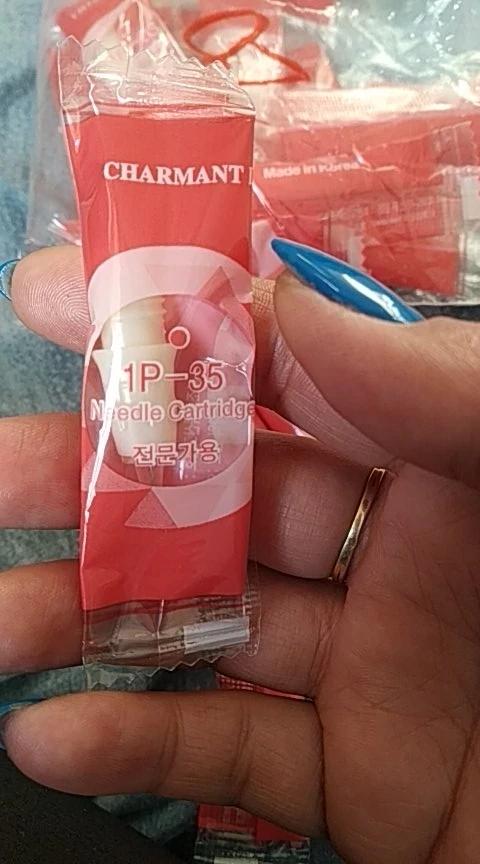 CHARMANT
Made in Korea
1P-35
Needle Cartridge
전문가용